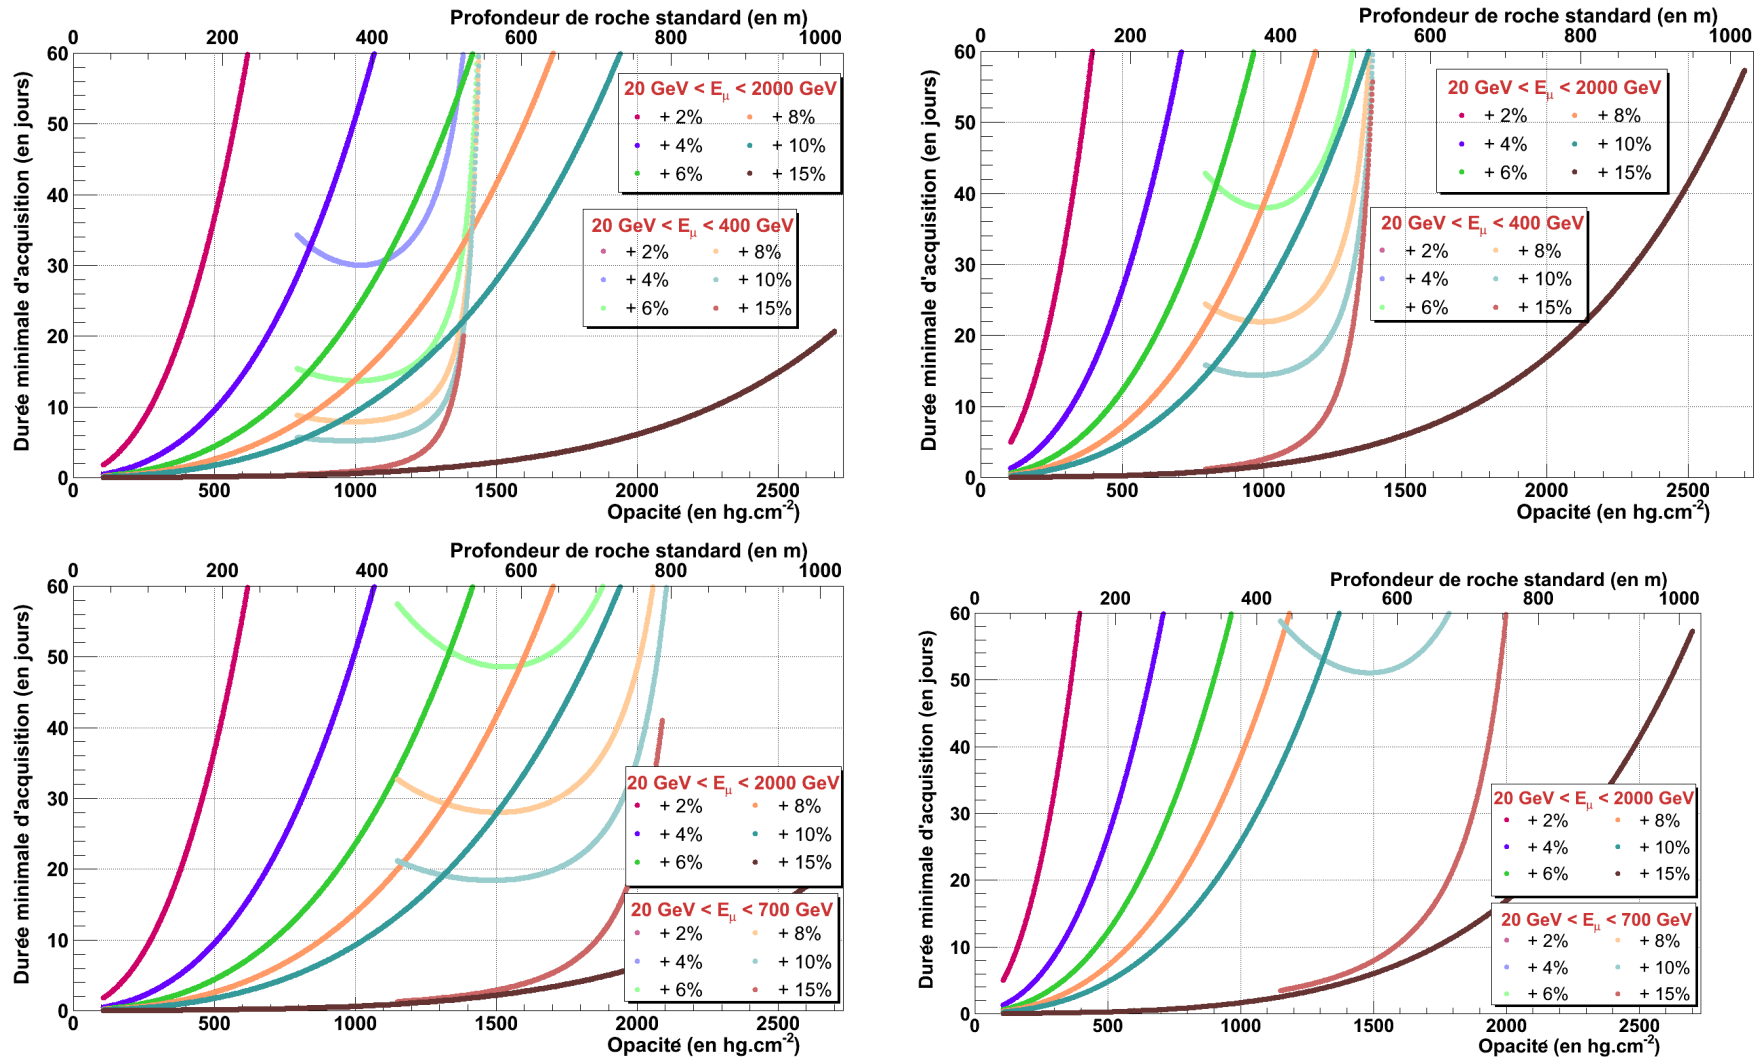 Profondeur de roche standard (en m)
0 200 400 600 800 1000
Durée minimale d'acquisition (en jours)
60
50
40
30
20
10
0
20 GeV < Eμ < 2000 GeV
+ 2% + 8%
+ 4% + 10%
+ 6% + 15%
20 GeV < Eμ < 400 GeV
+ 2% + 8%
+ 4% + 10%
+ 6% + 15%
0 500 1000 1500 2000 2500
Opacité (en hg.cm-2)
Profondeur de roche standard (en m)
0 200 400 600 800 1000
Durée minimale d'acquisition (en jours)
60
50
40
30
20
10
0
20 GeV < Eμ < 2000 GeV
+ 2% + 8%
+ 4% + 10%
+ 6% + 15%
20 GeV < Eμ < 400 GeV
+ 2% + 8%
+ 4% + 10%
+ 6% + 15%
0 500 1000 1500 2000 2500
Opacité (en hg.cm-2)
Profondeur de roche standard (en m)
0 200 400 600 800 1000
Durée minimale d'acquisition (en jours)
60
50
40
30
20
10
0
20 GeV < Eμ < 2000 GeV
+ 2% + 8%
+ 4% + 10%
+ 6% + 15%
20 GeV < Eμ < 700 GeV
+ 2% + 8%
+ 4% + 10%
+ 6% + 15%
0 500 1000 1500 2000 2500
Opacité (en hg.cm-2)
Profondeur de roche standard (en m)
0 200 400 600 800 1000
Durée minimale d'acquisition (en jours)
60
50
40
30
20
10
0
20 GeV < Eμ < 2000 GeV
+ 2% + 8%
+ 4% + 10%
+ 6% + 15%
20 GeV < Eμ < 700 GeV
+ 2% + 8%
+ 4% + 10%
+ 6% + 15%
0 500 1000 1500 2000 2500
Opacité (en hg.cm-2)